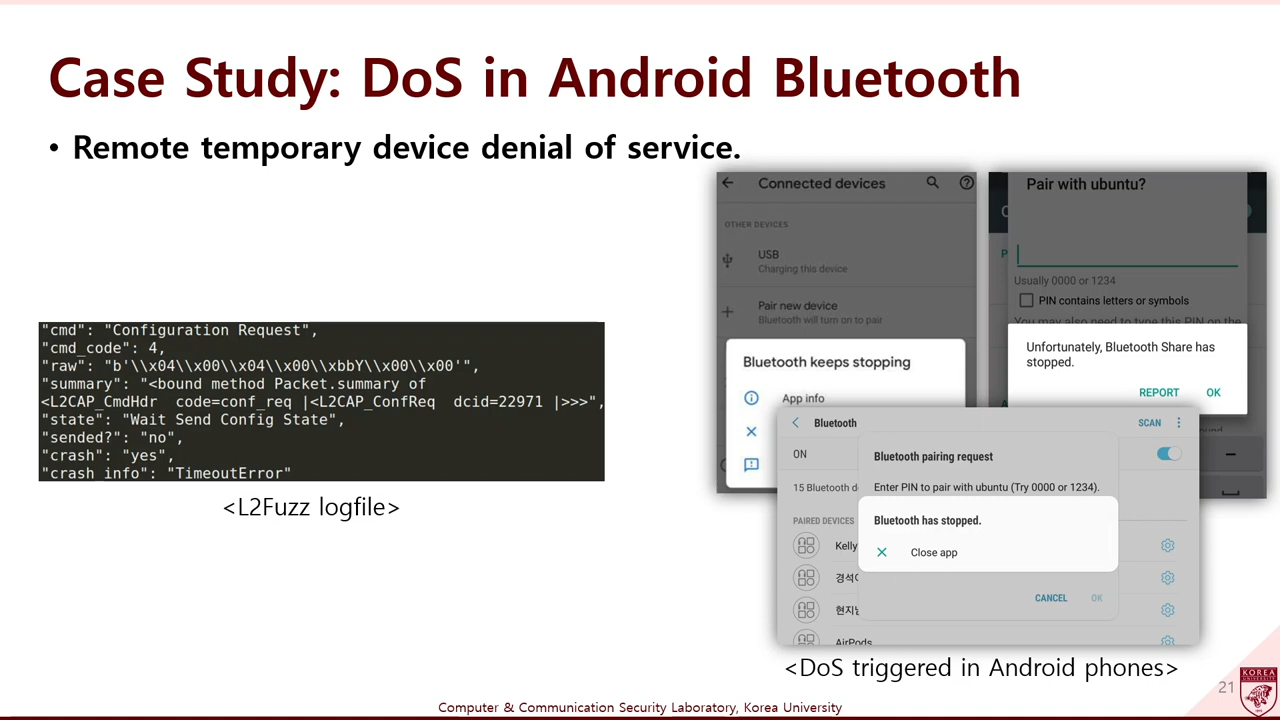 Case Study: DoS in Android Bluetooth
• Remote temporary device denial of service.
"cmd": "Configuration Request",
"cmd_code": 4,
"raw": "b'\\x04\\x00\\x04\\x00\\xbbY\\x00\\x00'",
"summary": "<bound method Packet.summary of
<L2CAP_CmdHdr  code=conf_req |<L2CAP_ConfReq  dcid=22971 |>>>",
"state": "Wait Send Config State",
"sended?": "no",
"crash": "yes",
"crash info": "TimeoutError"
<L2Fuzz logfile>
Connected devices
OTHER DEVICES
USB
Charging this device
Pair new device
Bluetooth will turn on to pair
Bluetooth keeps stopping
App info
Pair with ubuntu?
Usually 0000 or 1234
PIN contains letters or symbols
You may also need to type this PIN on the
Unfortunately, Bluetooth Share has
stopped.
REPORT OK
Bluetooth SCAN
ON
15 Bluetooth
Bluetooth pairing request
Enter PIN to pair with ubuntu (Try 0000 or 1234).
Bluetooth has stopped.
Close app
PAIRED DEVICES
Kelly
경석
현지
AirPods
CANCEL OK
<DoS triggered in Android phones>
21
KOREA
UNIVERSITY
Computer & Communication Security Laboratory, Korea University